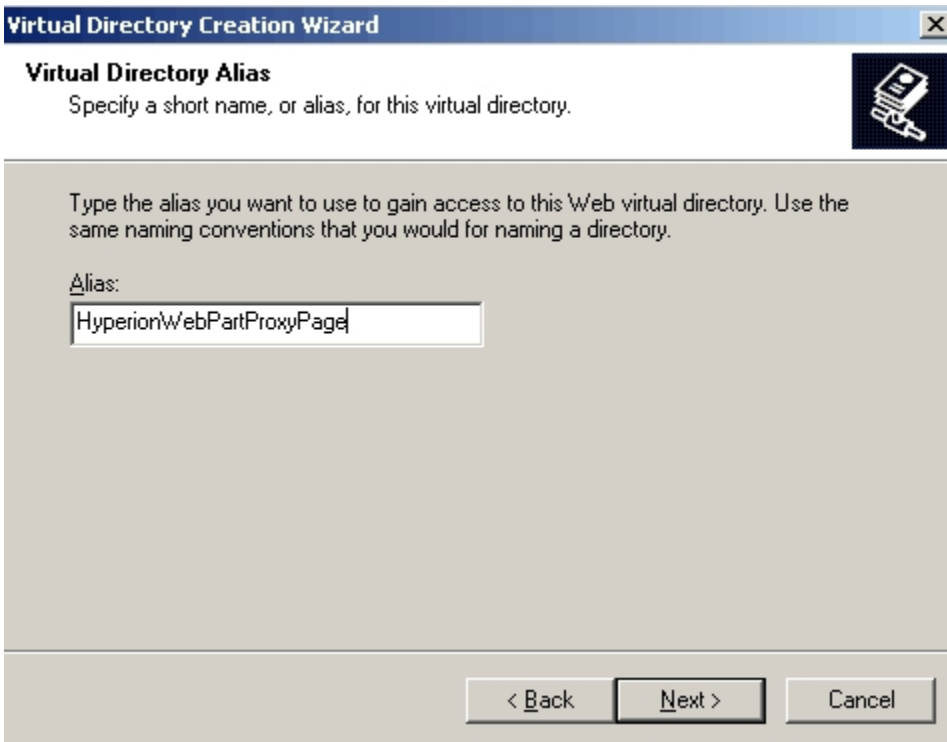 Virtual Directory Creation Wizard
Virtual Directory Alias
Specify a short name, or alias, for this virtual directory.
Type the alias you want to use to gain access to this Web virtual directory. Use the
same naming conventions that you would for naming a directory.
Alias:
HyperionWebPartProxyPage
< Back
Next >
Cancel